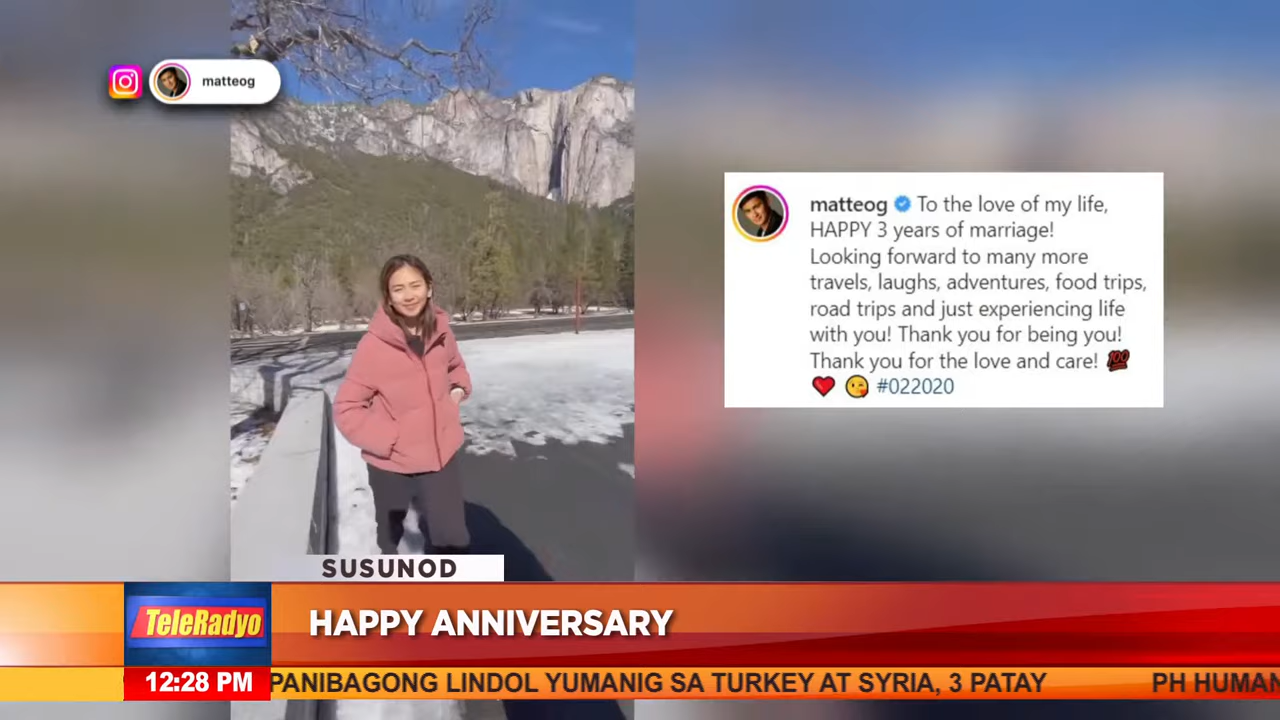 matteog
matteog To the love of my life,
HAPPY 3 years of marriage!
Looking forward to many more
travels, laughs, adventures, food trips,
road trips and just experiencing life
with you! Thank you for being you!
Thank you for the love and care! 💯
❤️ 😘 #022020
SUSUNOD
TeleRadyo
HAPPY ANNIVERSARY
12:28 PM
PANIBAGONG LINDOL YUMANIG SA TURKEY AT SYRIA, 3 PATAY
PH